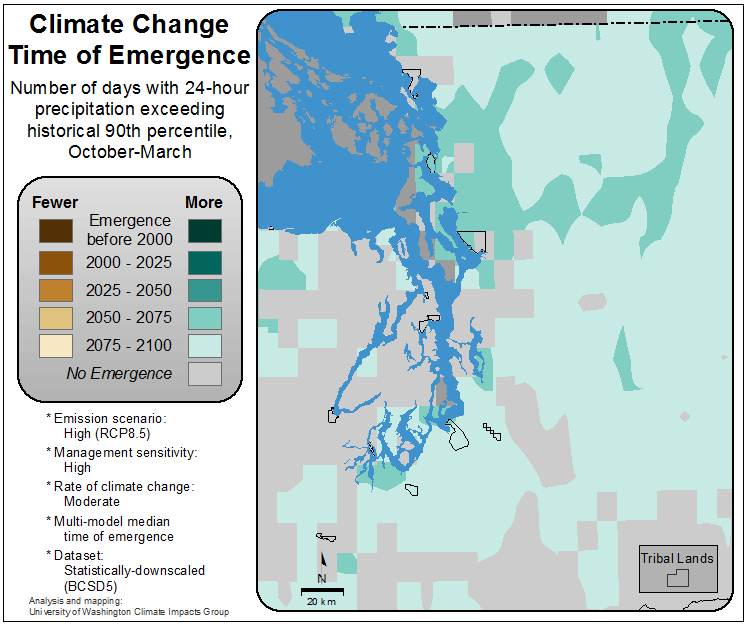 Climate Change
Time of Emergence
Number of days with 24-hour
precipitation exceeding
historical 90th percentile,
October-March
Fewer More
Emergence
before 2000
2000 - 2025
2025 - 2050
2050 - 2075
2075 - 2100
No Emergence
* Emission scenario:
High (RCP8.5)
* Management sensitivity:
High
* Rate of climate change:
Moderate
* Multi-model median
time of emergence
* Dataset:
Statistically-downscaled
(BCSD5)
Analysis and mapping:
University of Washington Climate Impacts Group
N
20 km
Tribal Lands